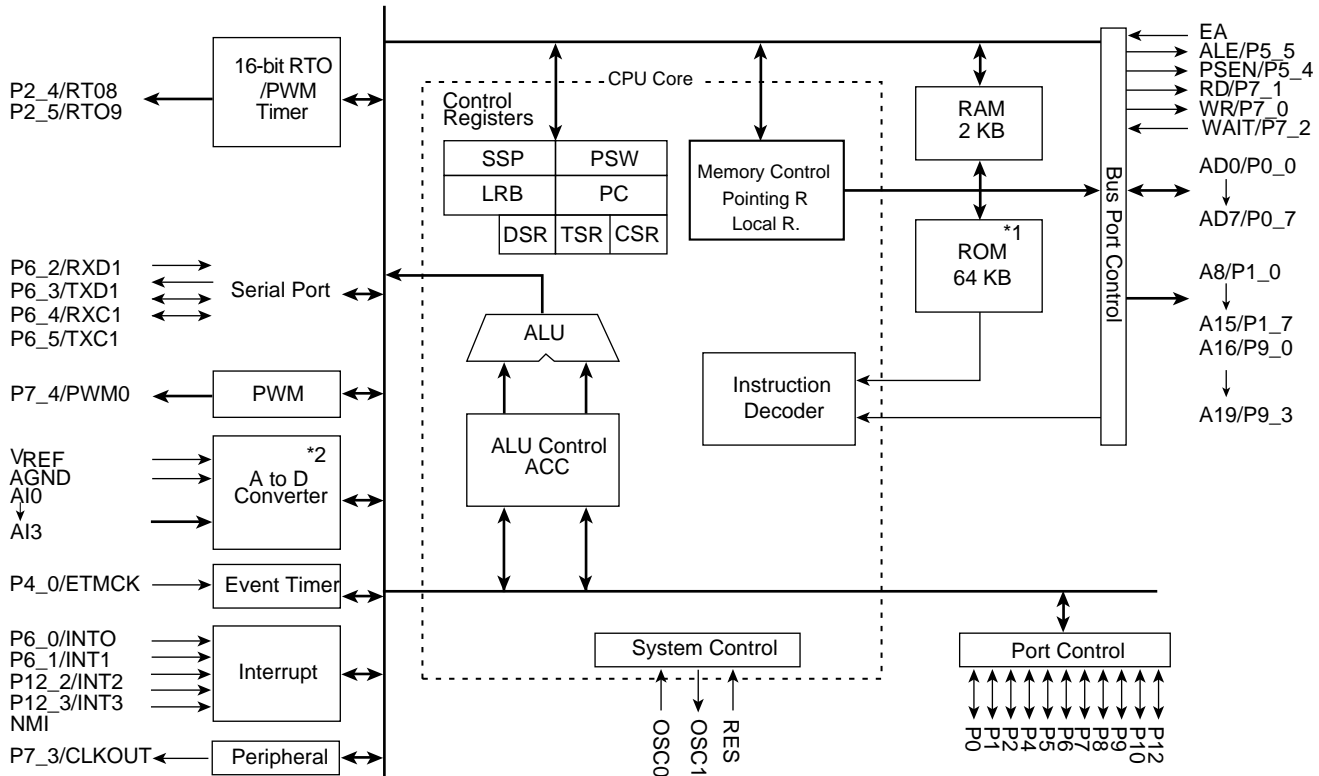 P2_4/RT08
P2_5/RTO9
16-bit RTO
/PWM
Timer
P6_2/RXD1
P6_3/TXD1
P6_4/RXC1
P6_5/TXC1
Serial Port
P7_4/PWM0
PWM
VREF
AGND
AI0
AI3
*2
A to D
Converter
P4_0/ETMCK
Event Timer
P6_0/INTO
P6_1/INT1
P12_2/INT2
P12_3/INT3
NMI
Interrupt
P7_3/CLKOUT
Peripheral
CPU Core
Control
Registers
SSP
PSW
LRB
PC
DSR
TSR
CSR
Memory Control
Pointing R
Local R.
ALU
ALU Control
ACC
Instruction
Decoder
System Control
OSC0
OSC1
RES
RAM
2 KB
*1
ROM
64 KB
Bus Port Control
EA
ALE/P5_5
PSEN/P5_4
RD/P7_1
WR/P7_0
WAIT/P7_2
AD0/P0_0
AD7/P0_7
A8/P1_0
A15/P1_7
A16/P9_0
A19/P9_3
Port Control
P0
P1
P2
P4
P5
P6
P7
P8
P9
P10
P12